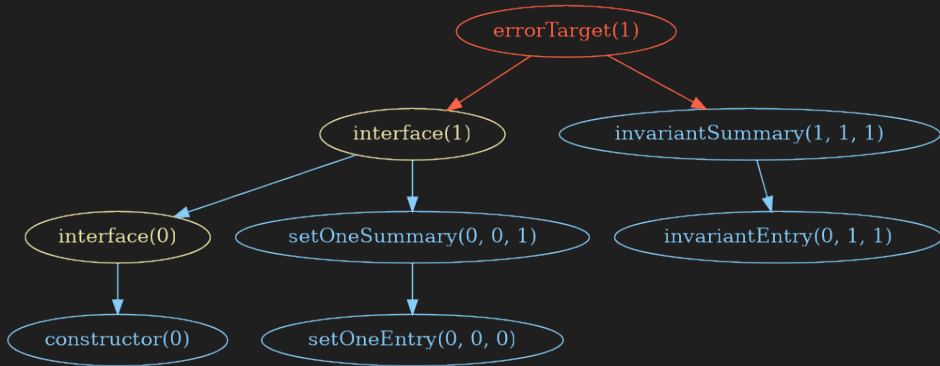 errorTarget(1)
interface(1)
invariantSummary(1, 1, 1)
interface(0)
setOneSummary(0, 0, 1)
invariantEntry(0, 1, 1)
constructor(0)
setOneEntry(0, 0, 0)